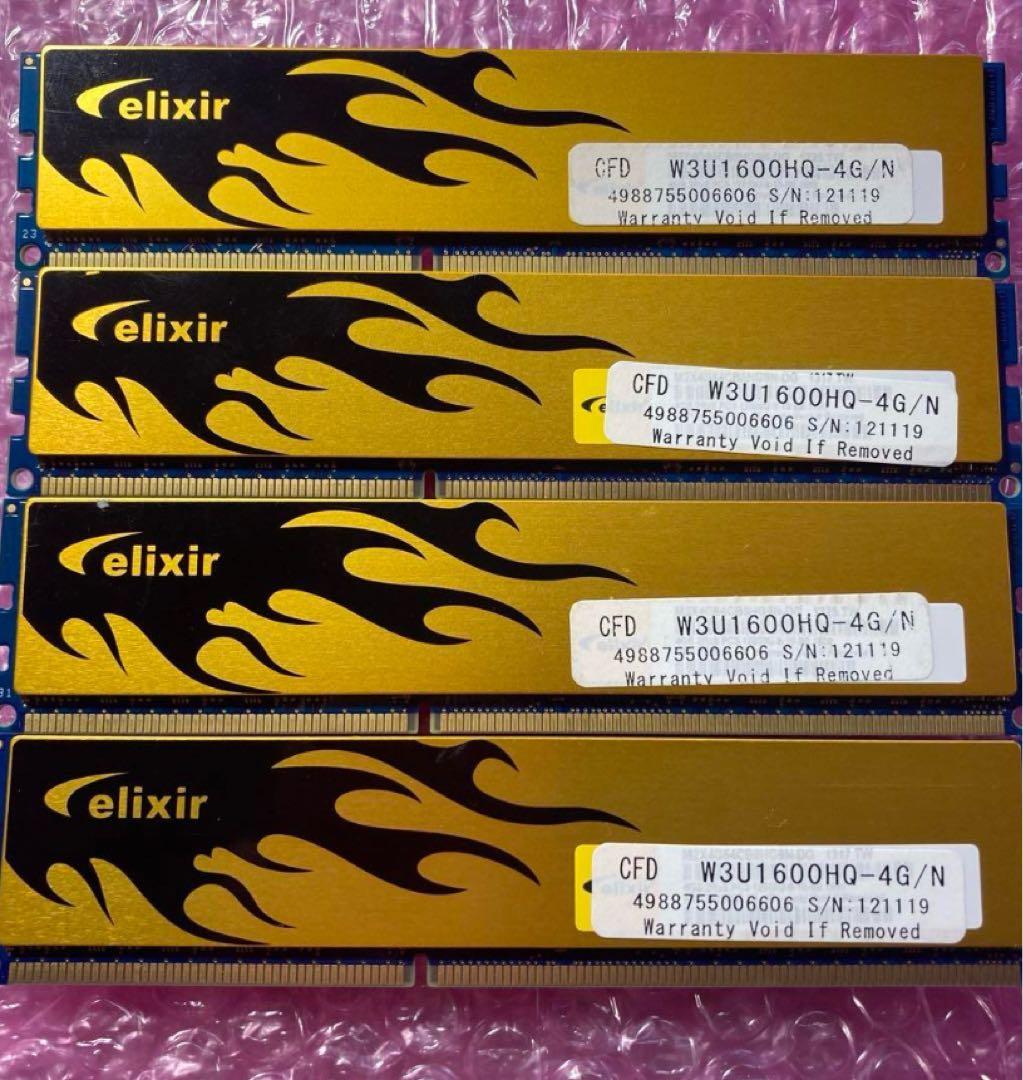 elixir
CFD W3U1600HQ-4G/N
4988755006606 S/N:121119
Warranty Void If Removed
23
elixir
CFD W3U1600HQ-4G/N
4988755006606 S/N:121119
Warranty Void If Removed
elixir
CFD W3U1600HQ-4G/N
4988755006606 S/N:121119
Warranty Void If Removed
31
elixir
CFD W3U1600HQ-4G/N
4988755006606 S/N:121119
Warranty Void If Removed